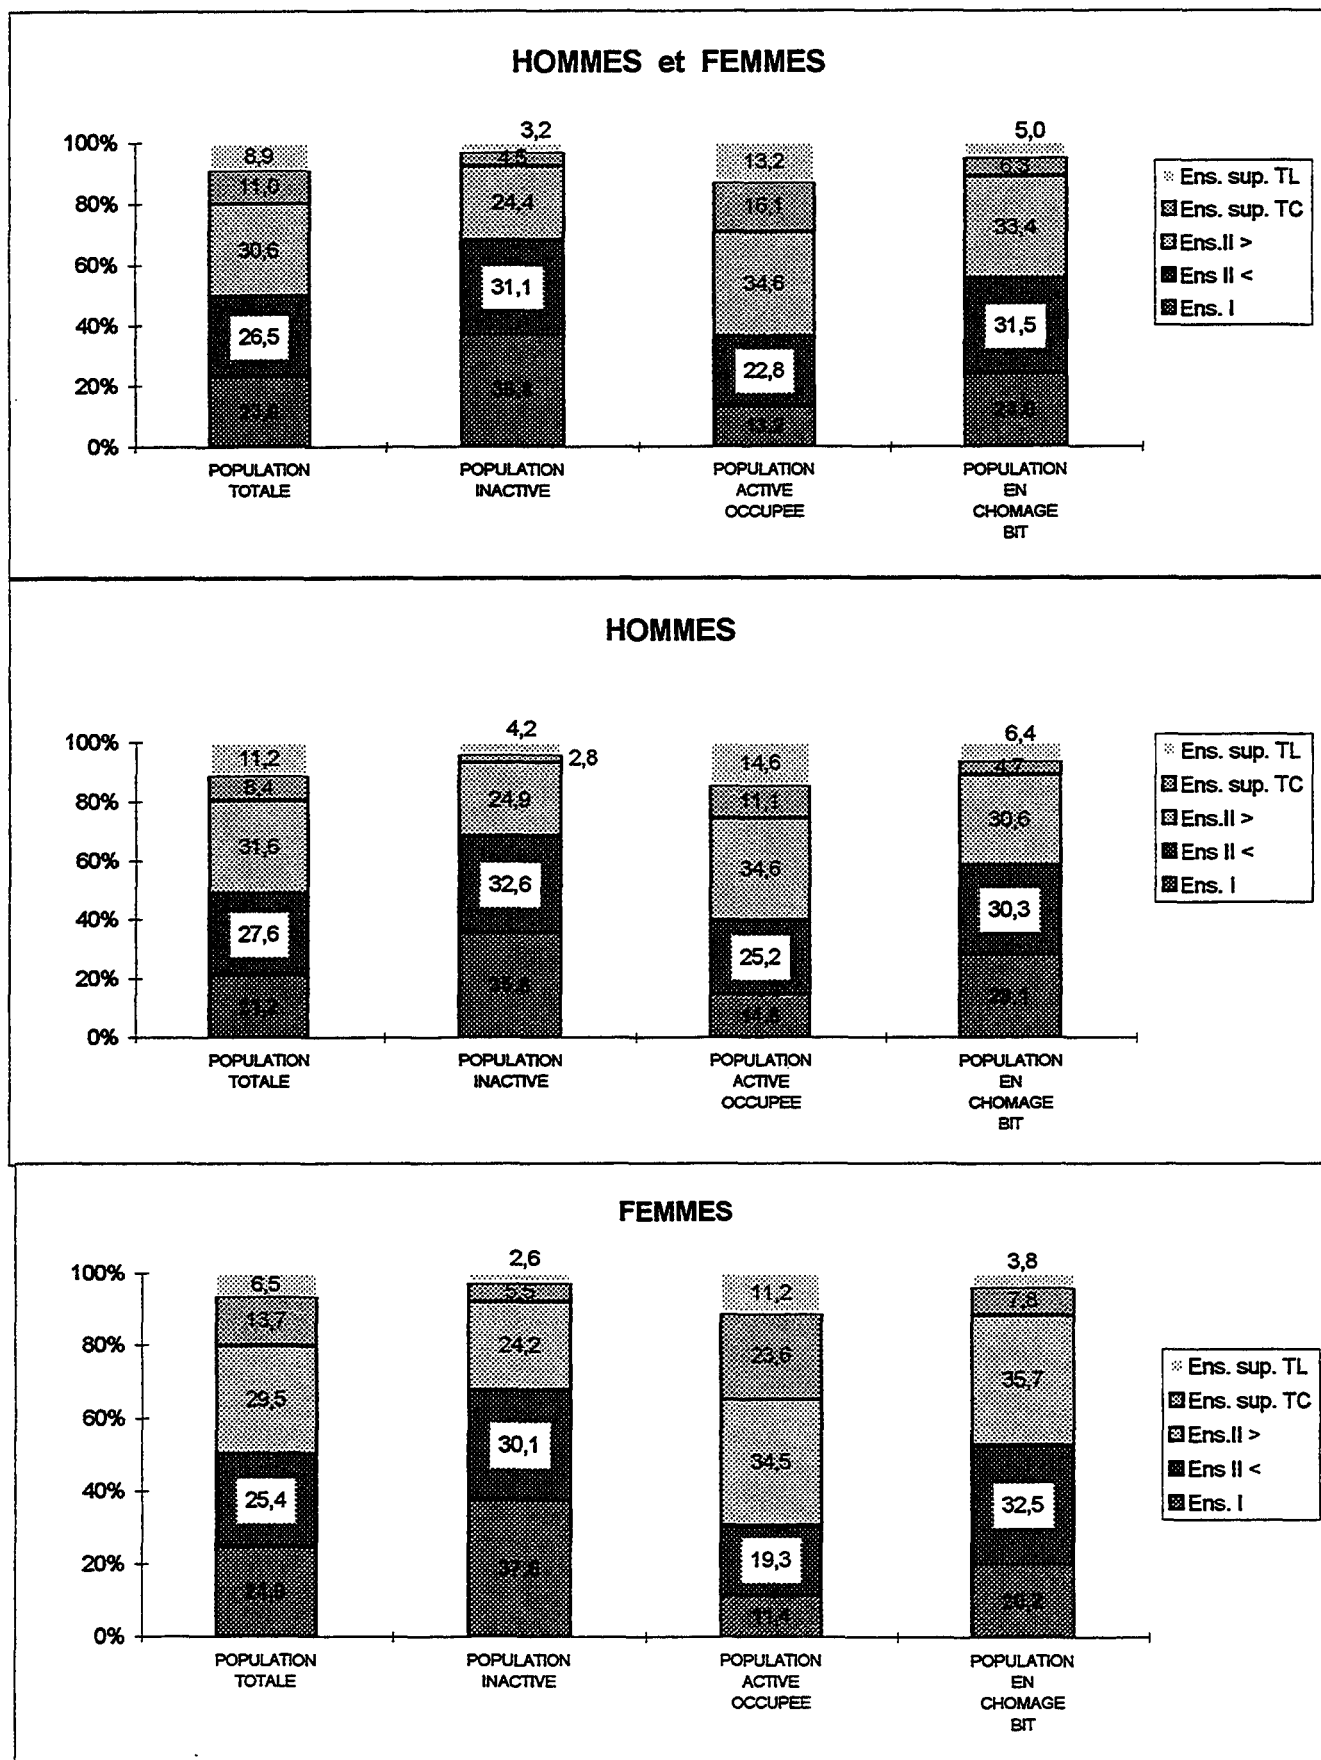 HOMMES et FEMMES
3,2
5,0
100%
8,9
4,5
13,2
6,3
80%
11,0
24,4
16,1
33,4
60%
30,6
31,1
34,6
31,5
40%
26,5
22,8
20%
13,2
0%
POPULATION
TOTALE
POPULATION
INACTIVE
POPULATION
ACTIVE
OCCUPEE
POPULATION
EN
CHOMAGE
BIT
Ens. sup. TL
Ens. sup. TC
Ens.II >
Ens II <
Ens. I
HOMMES
4,2
6,4
100%
11,2
2,8
14,6
4,7
80%
8,4
24,9
11,1
30,6
60%
31,6
32,6
34,6
30,3
40%
27,6
25,2
20%
21,2
0%
POPULATION
TOTALE
POPULATION
INACTIVE
POPULATION
ACTIVE
OCCUPEE
POPULATION
EN
CHOMAGE
BIT
Ens. sup. TL
Ens. sup. TC
Ens.II >
Ens II <
Ens. I
FEMMES
2,6
3,8
100%
6,5
5,5
11,2
7,8
80%
13,7
24,2
23,6
35,7
60%
29,5
30,1
34,5
32,5
40%
25,4
19,3
20%
11,4
20,2
0%
POPULATION
TOTALE
POPULATION
INACTIVE
POPULATION
ACTIVE
OCCUPEE
POPULATION
EN
CHOMAGE
BIT
Ens. sup. TL
Ens. sup. TC
Ens.II >
Ens II <
Ens. I